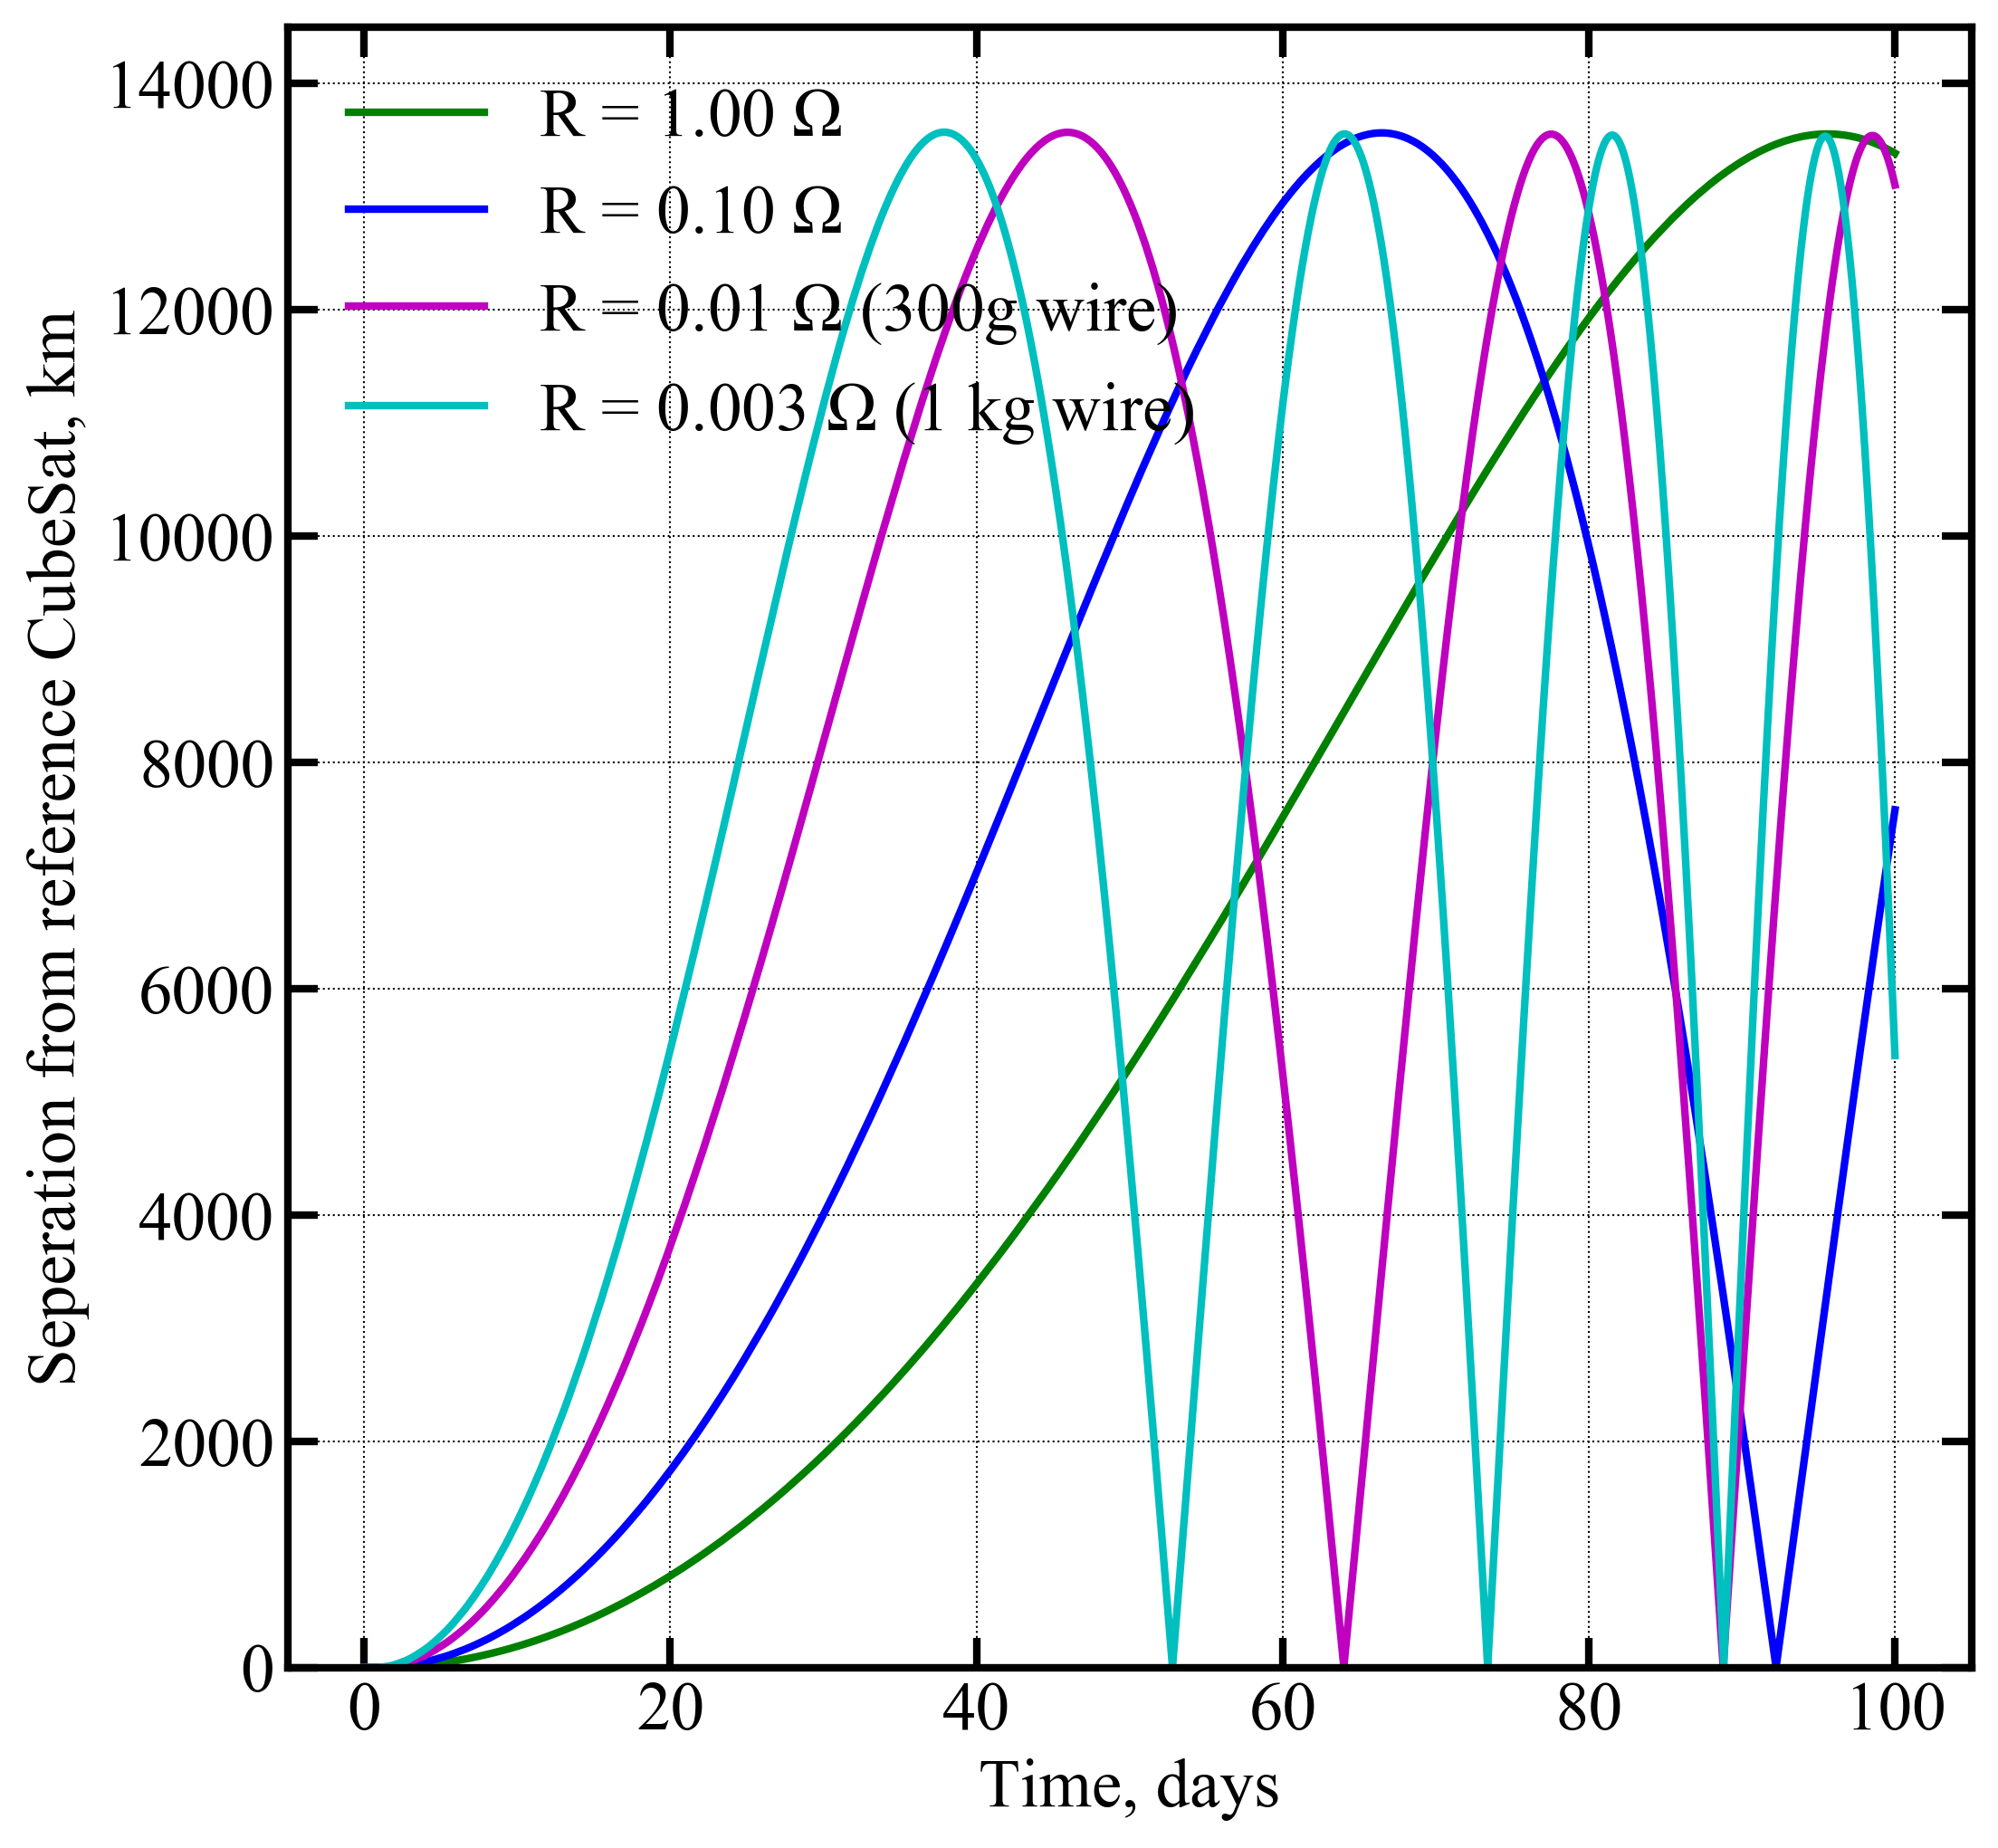 Seperation from reference CubeSat, km
14000
12000
10000
8000
6000
4000
2000
0
R = 1.00 Ω
R = 0.10 Ω
R = 0.01 Ω (300g wire)
R = 0.003 Ω (1 kg wire)
0 20 40 60 80 100
Time, days